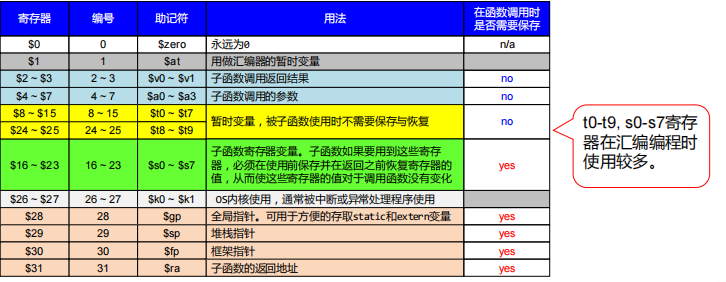 寄存器 编号 助记符 用法 在函数调用时
是否需要保存
$0 0 $zero 永远为0 n/a
$1 1 $at 用做汇编器的暂时变量
$2 ~ $3 2 ~ 3 $v0 ~ $v1 子函数调用返回结果 no
$4 ~ $7 4 ~ 7 $a0 ~ $a3 子函数调用的参数 no
$8 ~ $15 8 ~ 15 $t0 ~ $t7 暂时变量，被子函数使用时不需要保存与恢复 no
$24 ~ $25 24 ~ 25 $t8 ~ $t9
$16 ~ $23 16 ~ 23 $s0 ~ $s7 子函数寄存器变量。子函数如果要用到这些寄存
器，必须在使用前保存并在返回之前恢复寄存器的 yes
值，从而使这些寄存器的值对于调用函数没有变化
$26 ~ $27 26 ~ 27 $k0 ~ $k1 OS内核使用，通常被中断或异常处理程序使用
$28 28 $gp 全局指针。可用于方便的存取static和extern变量 yes
$29 29 $sp 堆栈指针 yes
$30 30 $fp 框架指针 yes
$31 31 $ra 子函数的返回地址 yes
t0-t9, s0-s7寄存
器在汇编编程时
使用较多。